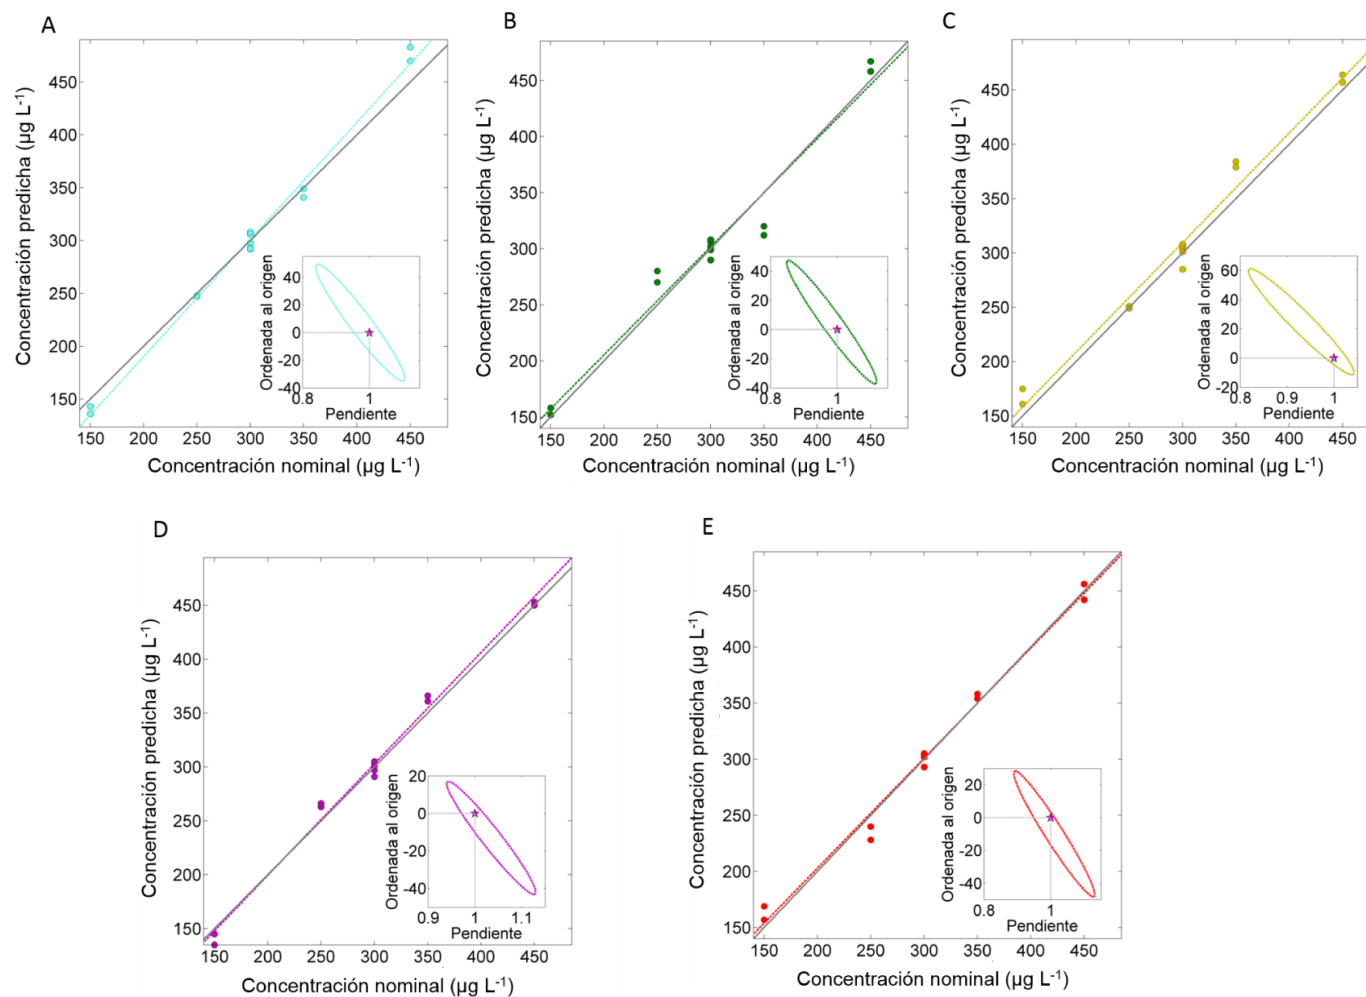 A
Concentración predicha (µg L⁻¹)
450
400
350
300
250
200
150
150 200 250 300 350 400 450
Concentración nominal (µg L⁻¹)
Ordenada al origen
40
20
0
-20
-40
0.8 1
Pendiente
B
Concentración predicha (µg L⁻¹)
450
400
350
300
250
200
150
150 200 250 300 350 400 450
Concentración nominal (µg L⁻¹)
Ordenada al origen
40
20
0
-20
-40
0.8 1
Pendiente
C
Concentración predicha (µg L⁻¹)
450
400
350
300
250
200
150
150 200 250 300 350 400 450
Concentración nominal (µg L⁻¹)
Ordenada al origen
60
40
20
0
-20
0.8 0.9 1
Pendiente
D
Concentración predicha (µg L⁻¹)
450
400
350
300
250
200
150
150 200 250 300 350 400 450
Concentración nominal (µg L⁻¹)
Ordenada al origen
20
0
-20
-40
-50
0.9 1 1.1
Pendiente
E
Concentración predicha (µg L⁻¹)
450
400
350
300
250
200
150
150 200 250 300 350 400 450
Concentración nominal (µg L⁻¹)
Ordenada al origen
20
0
-20
-40
0.8 1
Pendiente